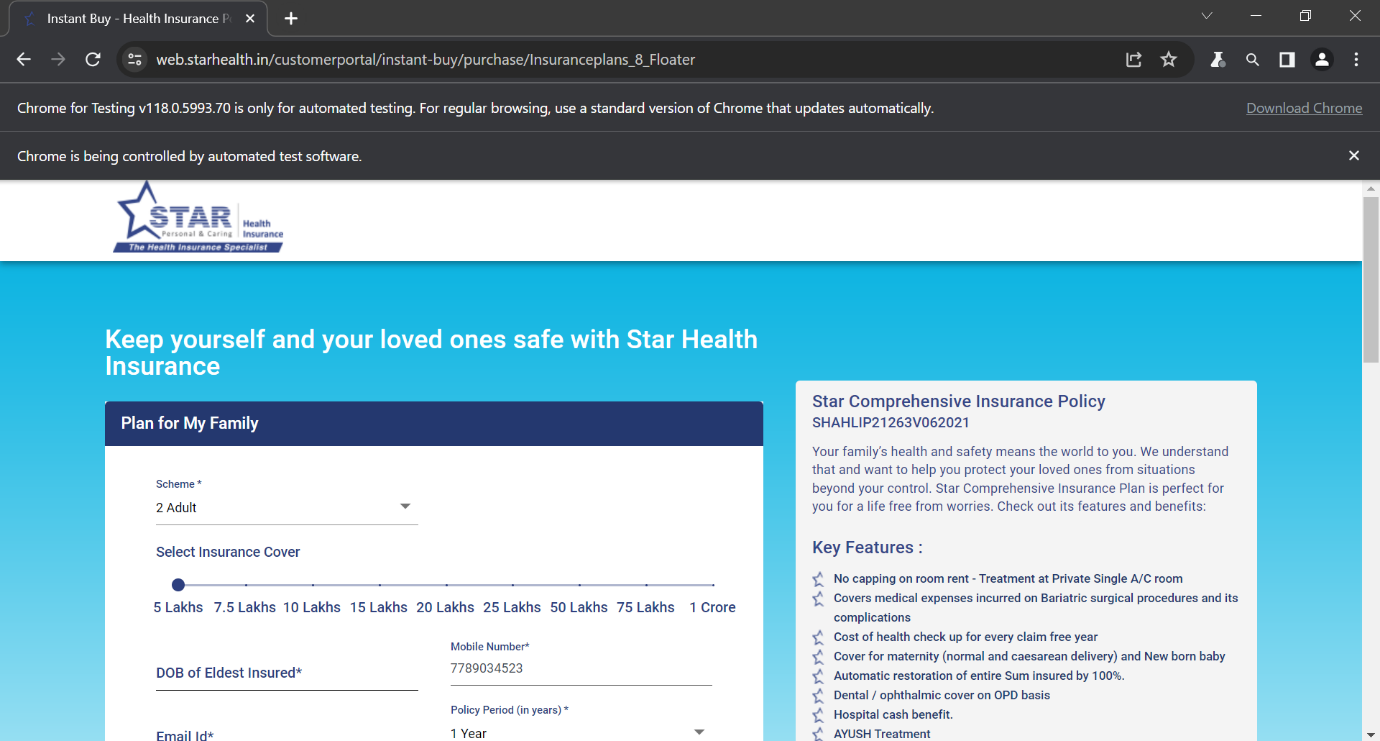 Instant Buy - Health Insurance P
web.starhealth.in/customerportal/instant-buy/purchase/Insuranceplans_8_Floater
Chrome for Testing v118.0.5993.70 is only for automated testing. For regular browsing, use a standard version of Chrome that updates automatically.
Download Chrome
Chrome is being controlled by automated test software.
STAR
Health
Insurance
Personal & Caring
The Health Insurance Specialist
Keep yourself and your loved ones safe with Star Health
Insurance
Plan for My Family
Scheme *
2 Adult
Select Insurance Cover
5 Lakhs 7.5 Lakhs 10 Lakhs 15 Lakhs 20 Lakhs 25 Lakhs 50 Lakhs 75 Lakhs 1 Crore
DOB of Eldest Insured*
Mobile Number*
7789034523
Email Id*
Policy Period (in years) *
1 Year
Star Comprehensive Insurance Policy
SHAHLIP21263V062021
Your family's health and safety means the world to you. We understand
that and want to help you protect your loved ones from situations
beyond your control. Star Comprehensive Insurance Plan is perfect for
you for a life free from worries. Check out its features and benefits:
Key Features :
No capping on room rent - Treatment at Private Single A/C room
Covers medical expenses incurred on Bariatric surgical procedures and its
complications
Cost of health check up for every claim free year
Cover for maternity (normal and caesarean delivery) and New born baby
Automatic restoration of entire Sum insured by 100%.
Dental / ophthalmic cover on OPD basis
Hospital cash benefit.
AYUSH Treatment